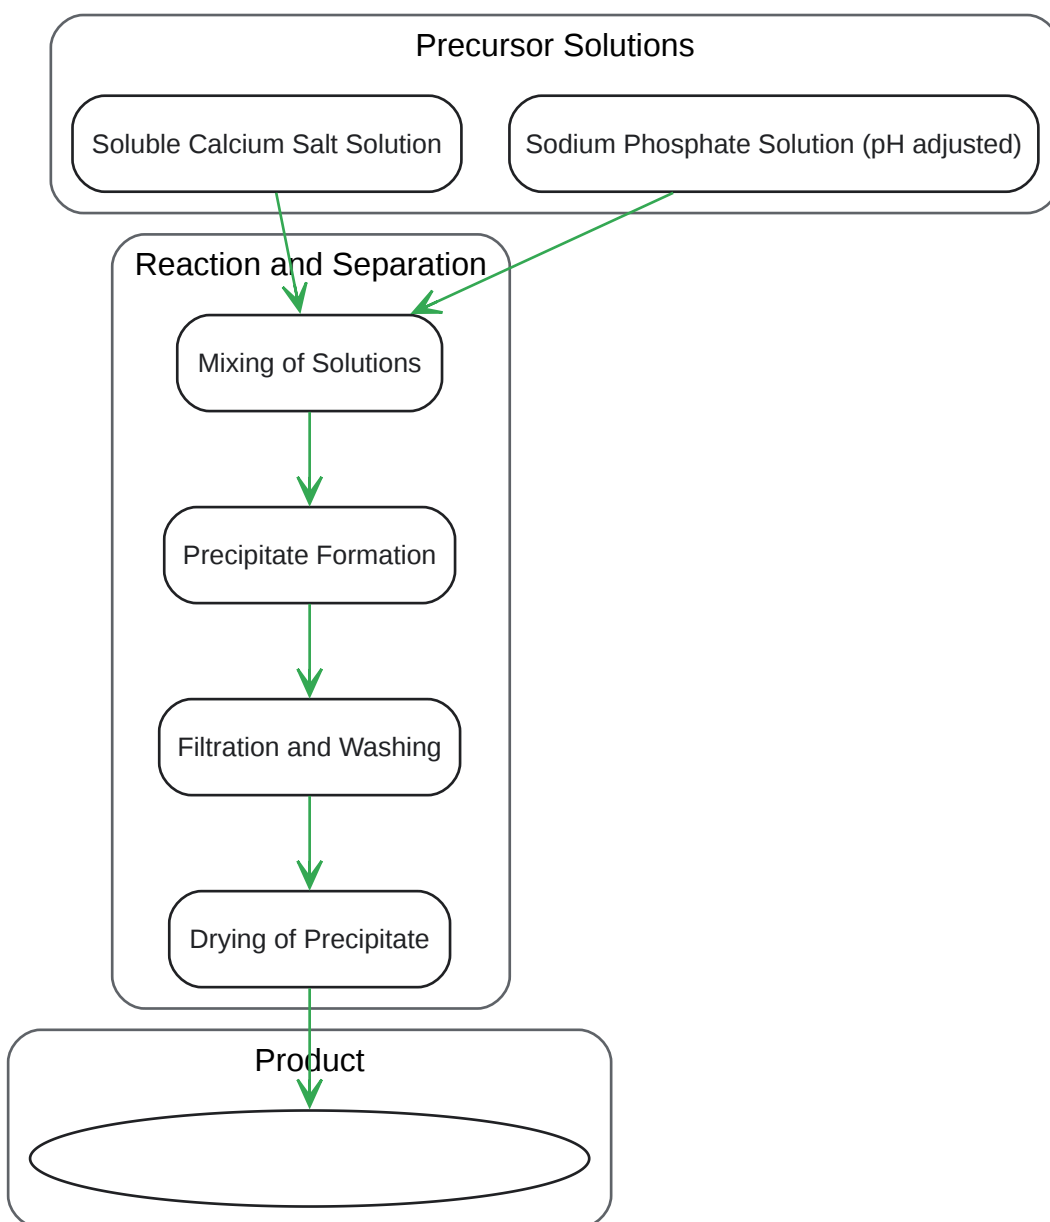 Precursor Solutions
Soluble Calcium Salt Solution
Sodium Phosphate Solution (pH adjusted)
Reaction and Separation
Mixing of Solutions
Precipitate Formation
Filtration and Washing
Drying of Precipitate
Product